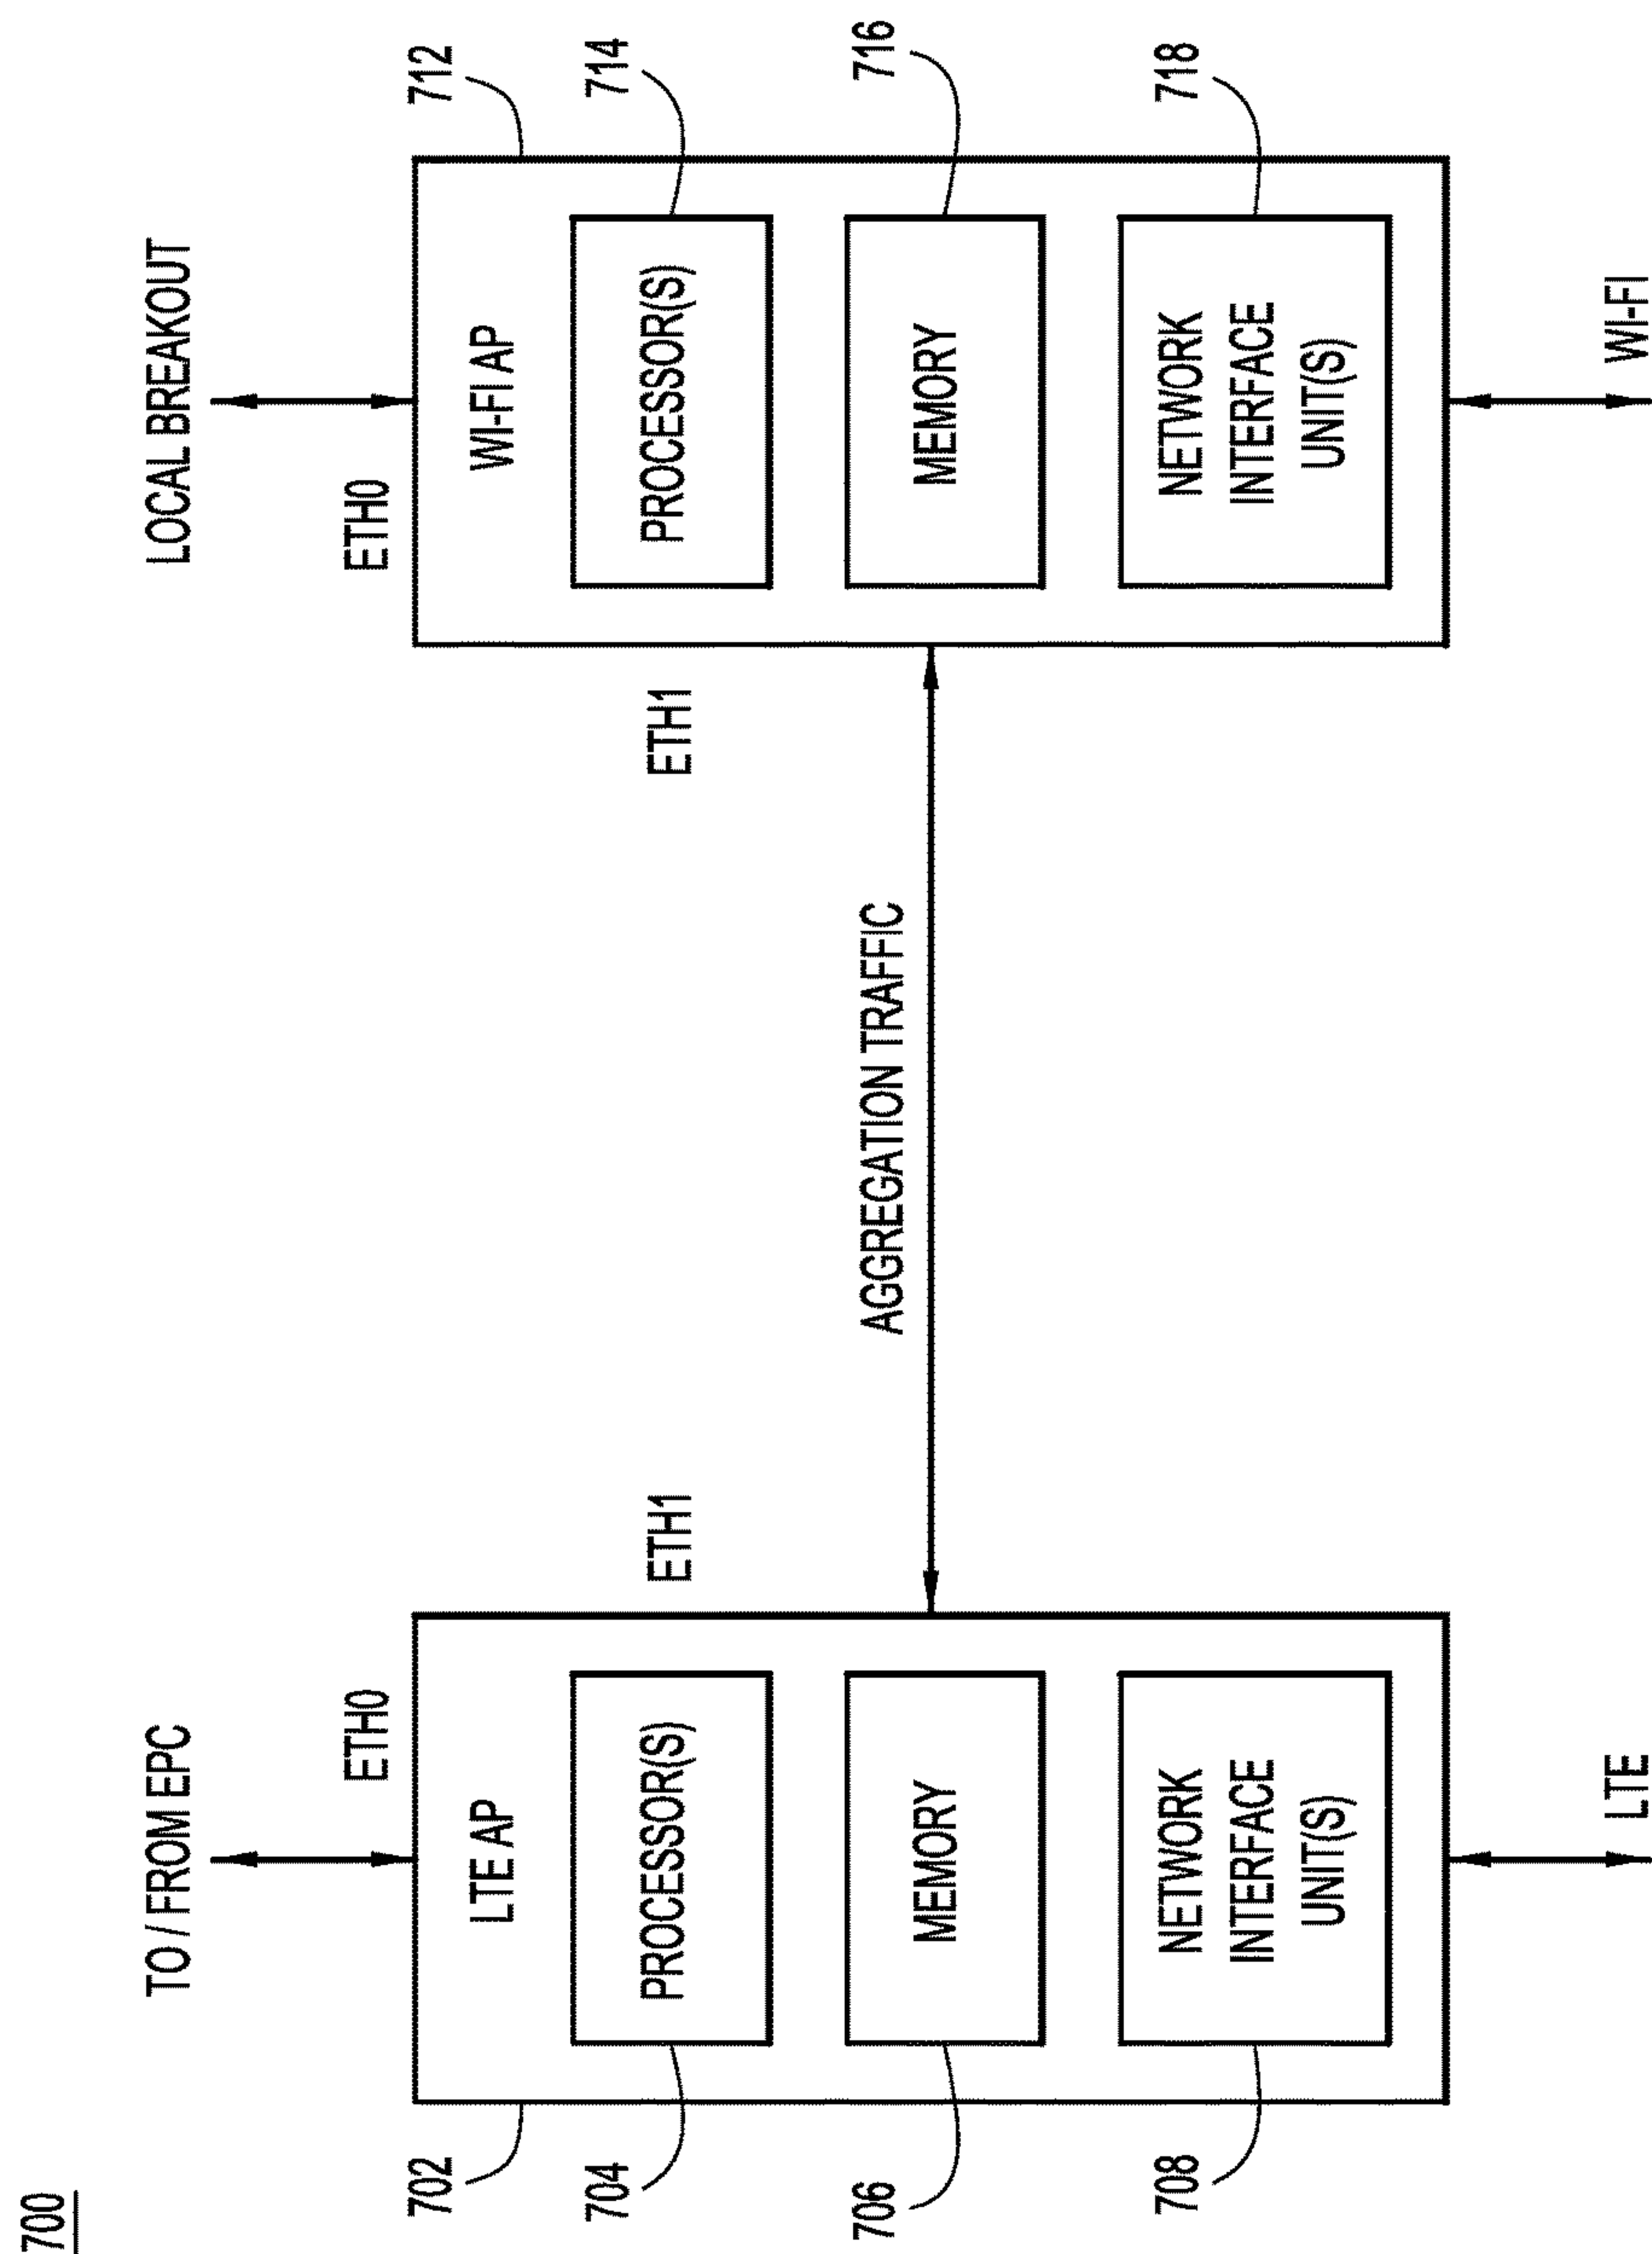 700
TO / FROM EPC
LOCAL BREAKOUT
ETH0
ETH0
702
712
LTE AP
WI-FI AP
704
PROCESSOR(S)
ETH1
ETH1
PROCESSOR(S)
714
706
MEMORY
AGGREGATION TRAFFIC
MEMORY
716
708
NETWORK
INTERFACE
UNIT(S)
NETWORK
INTERFACE
UNIT(S)
718
LTE
WI-FI